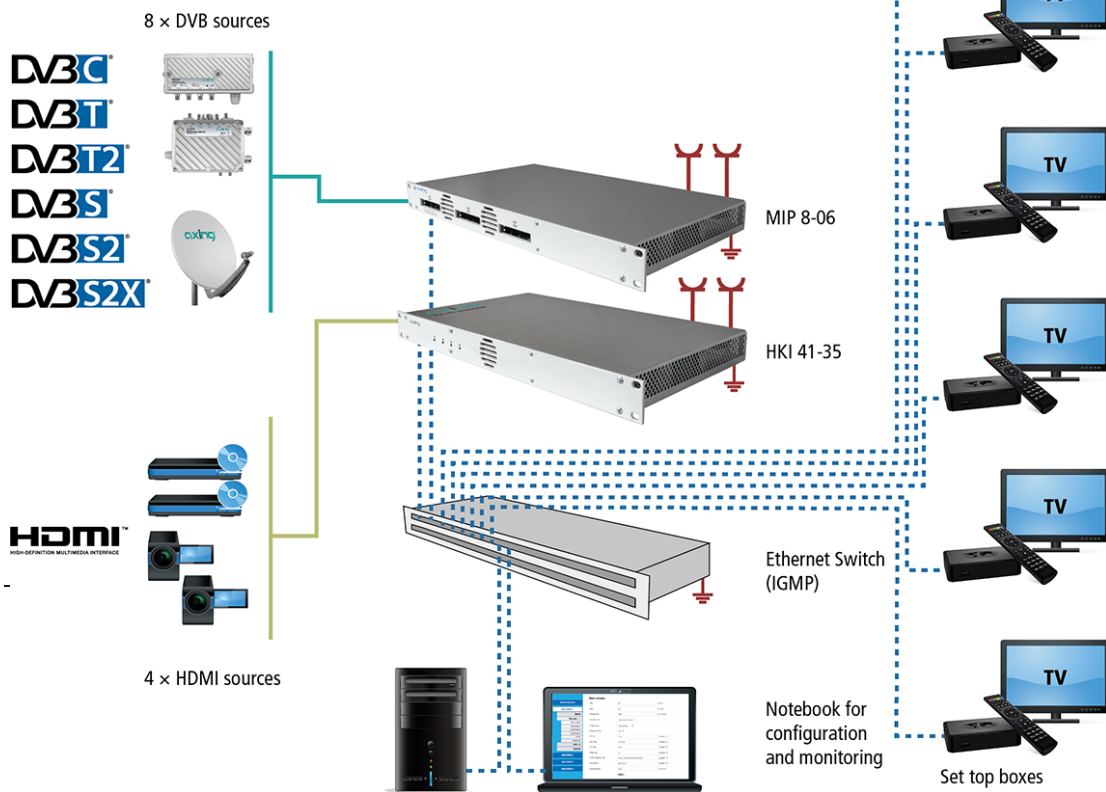 8 × DVB sources
DVB C
DVB T
DVB T2
DVB S
DVB S2
DVB S2X
axing
MIP 8-06
HKI 41-35
HDMI™
HIGH-DEFINITION MULTIMEDIA INTERFACE
Ethernet Switch
(IGMP)
4 × HDMI sources
Notebook for
configuration
and monitoring
TV
TV
TV
TV
Set top boxes